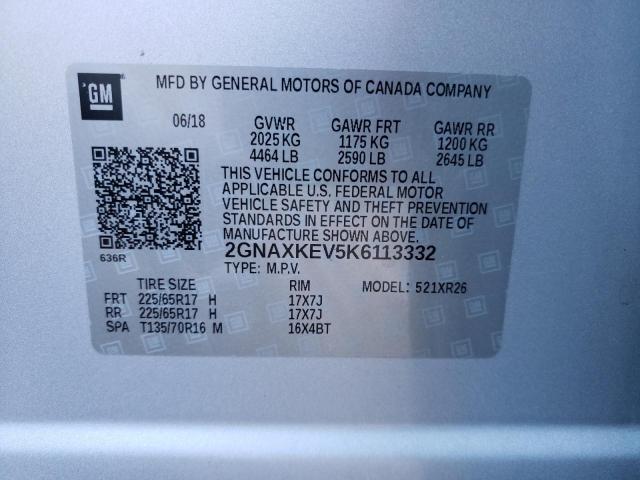 GM
MFD BY GENERAL MOTORS OF CANADA COMPANY
06/18 GVWR GAWR FRT GAWR RR
2025 KG 1175 KG 1200 KG
4464 LB 2590 LB 2645 LB
THIS VEHICLE CONFORMS TO ALL
APPLICABLE U.S. FEDERAL MOTOR
VEHICLE SAFETY AND THEFT PREVENTION
STANDARDS IN EFFECT ON THE DATE OF
MANUFACTURE SHOWN ABOVE.
636R 2GNAXKEV5K6113332
TYPE: M.P.V.
TIRE SIZE RIM MODEL: 521XR26
FRT 225/65R17 H 17X7J
RR 225/65R17 H 17X7J
SPA T135/70R16 M 16X4BT